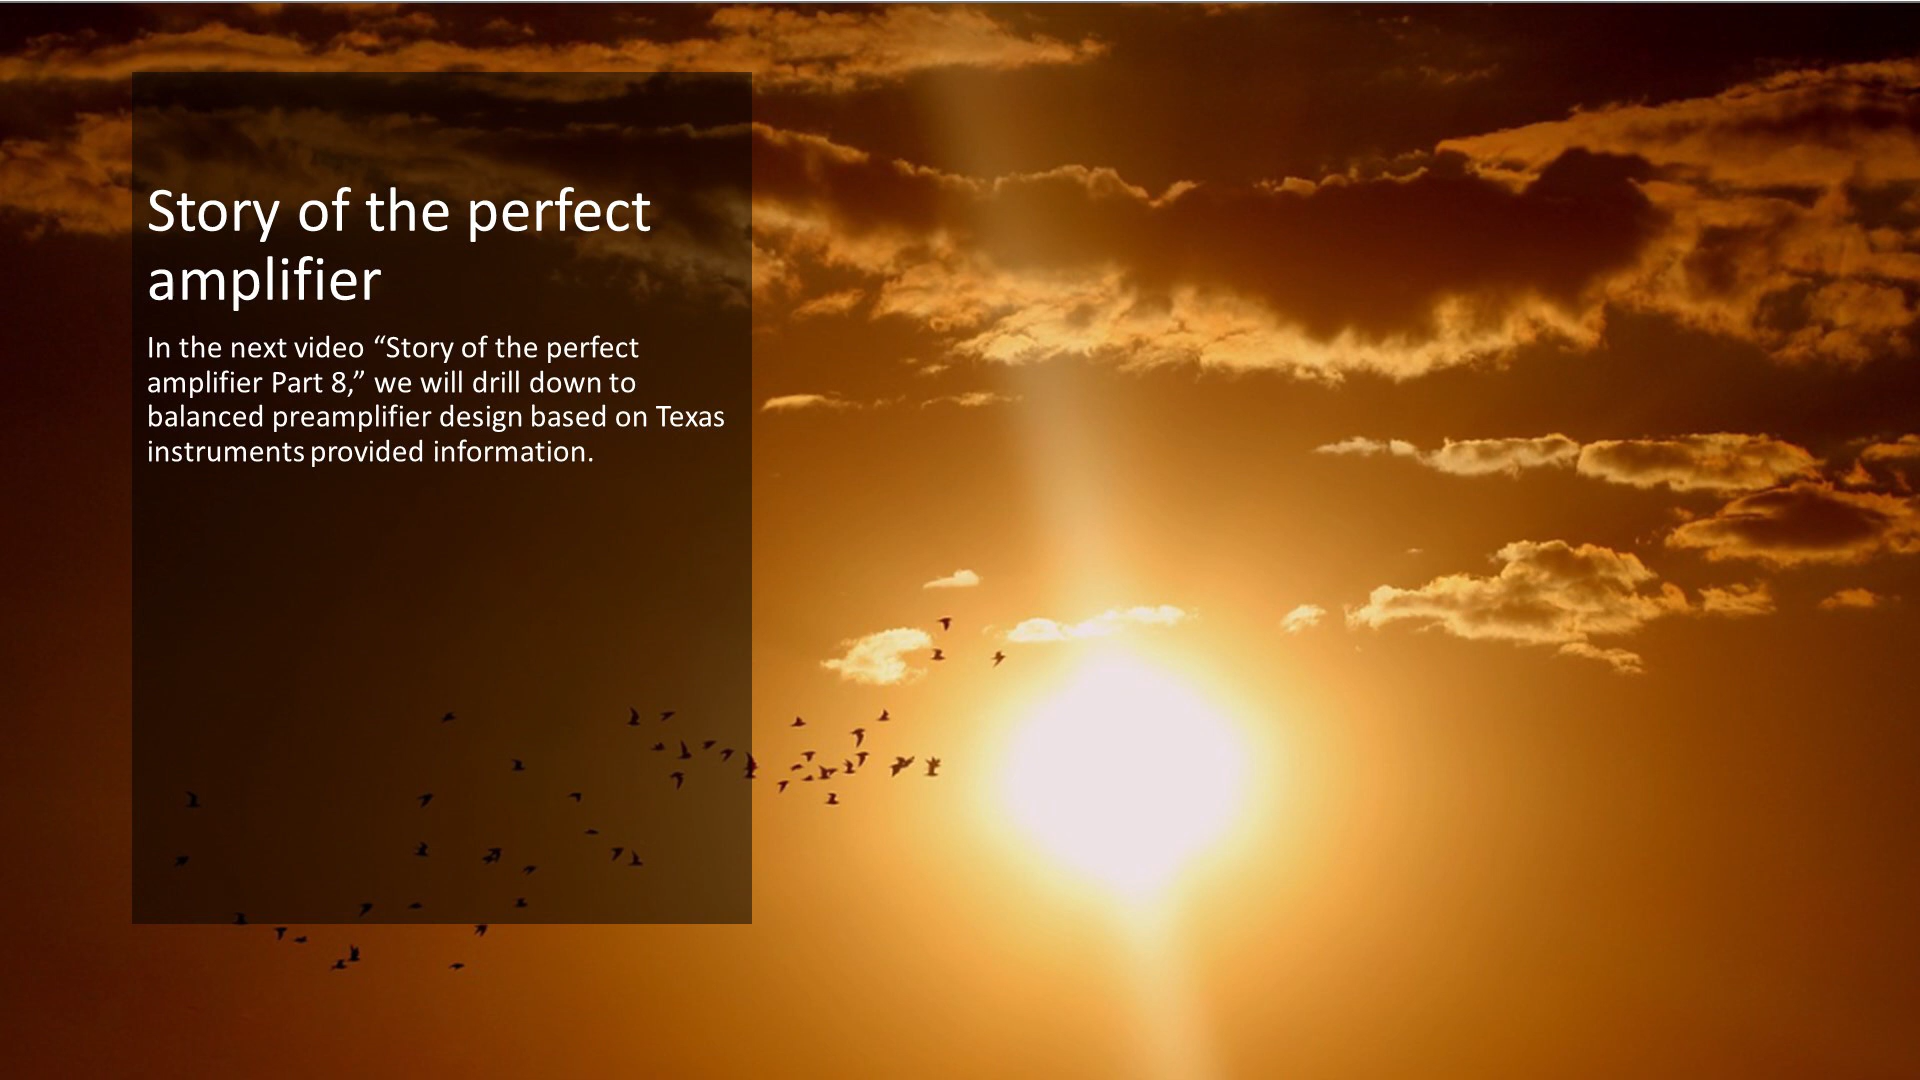 Story of the perfect
amplifier
In the next video “Story of the perfect
amplifier Part 8,” we will drill down to
balanced preamplifier design based on Texas
instruments provided information.